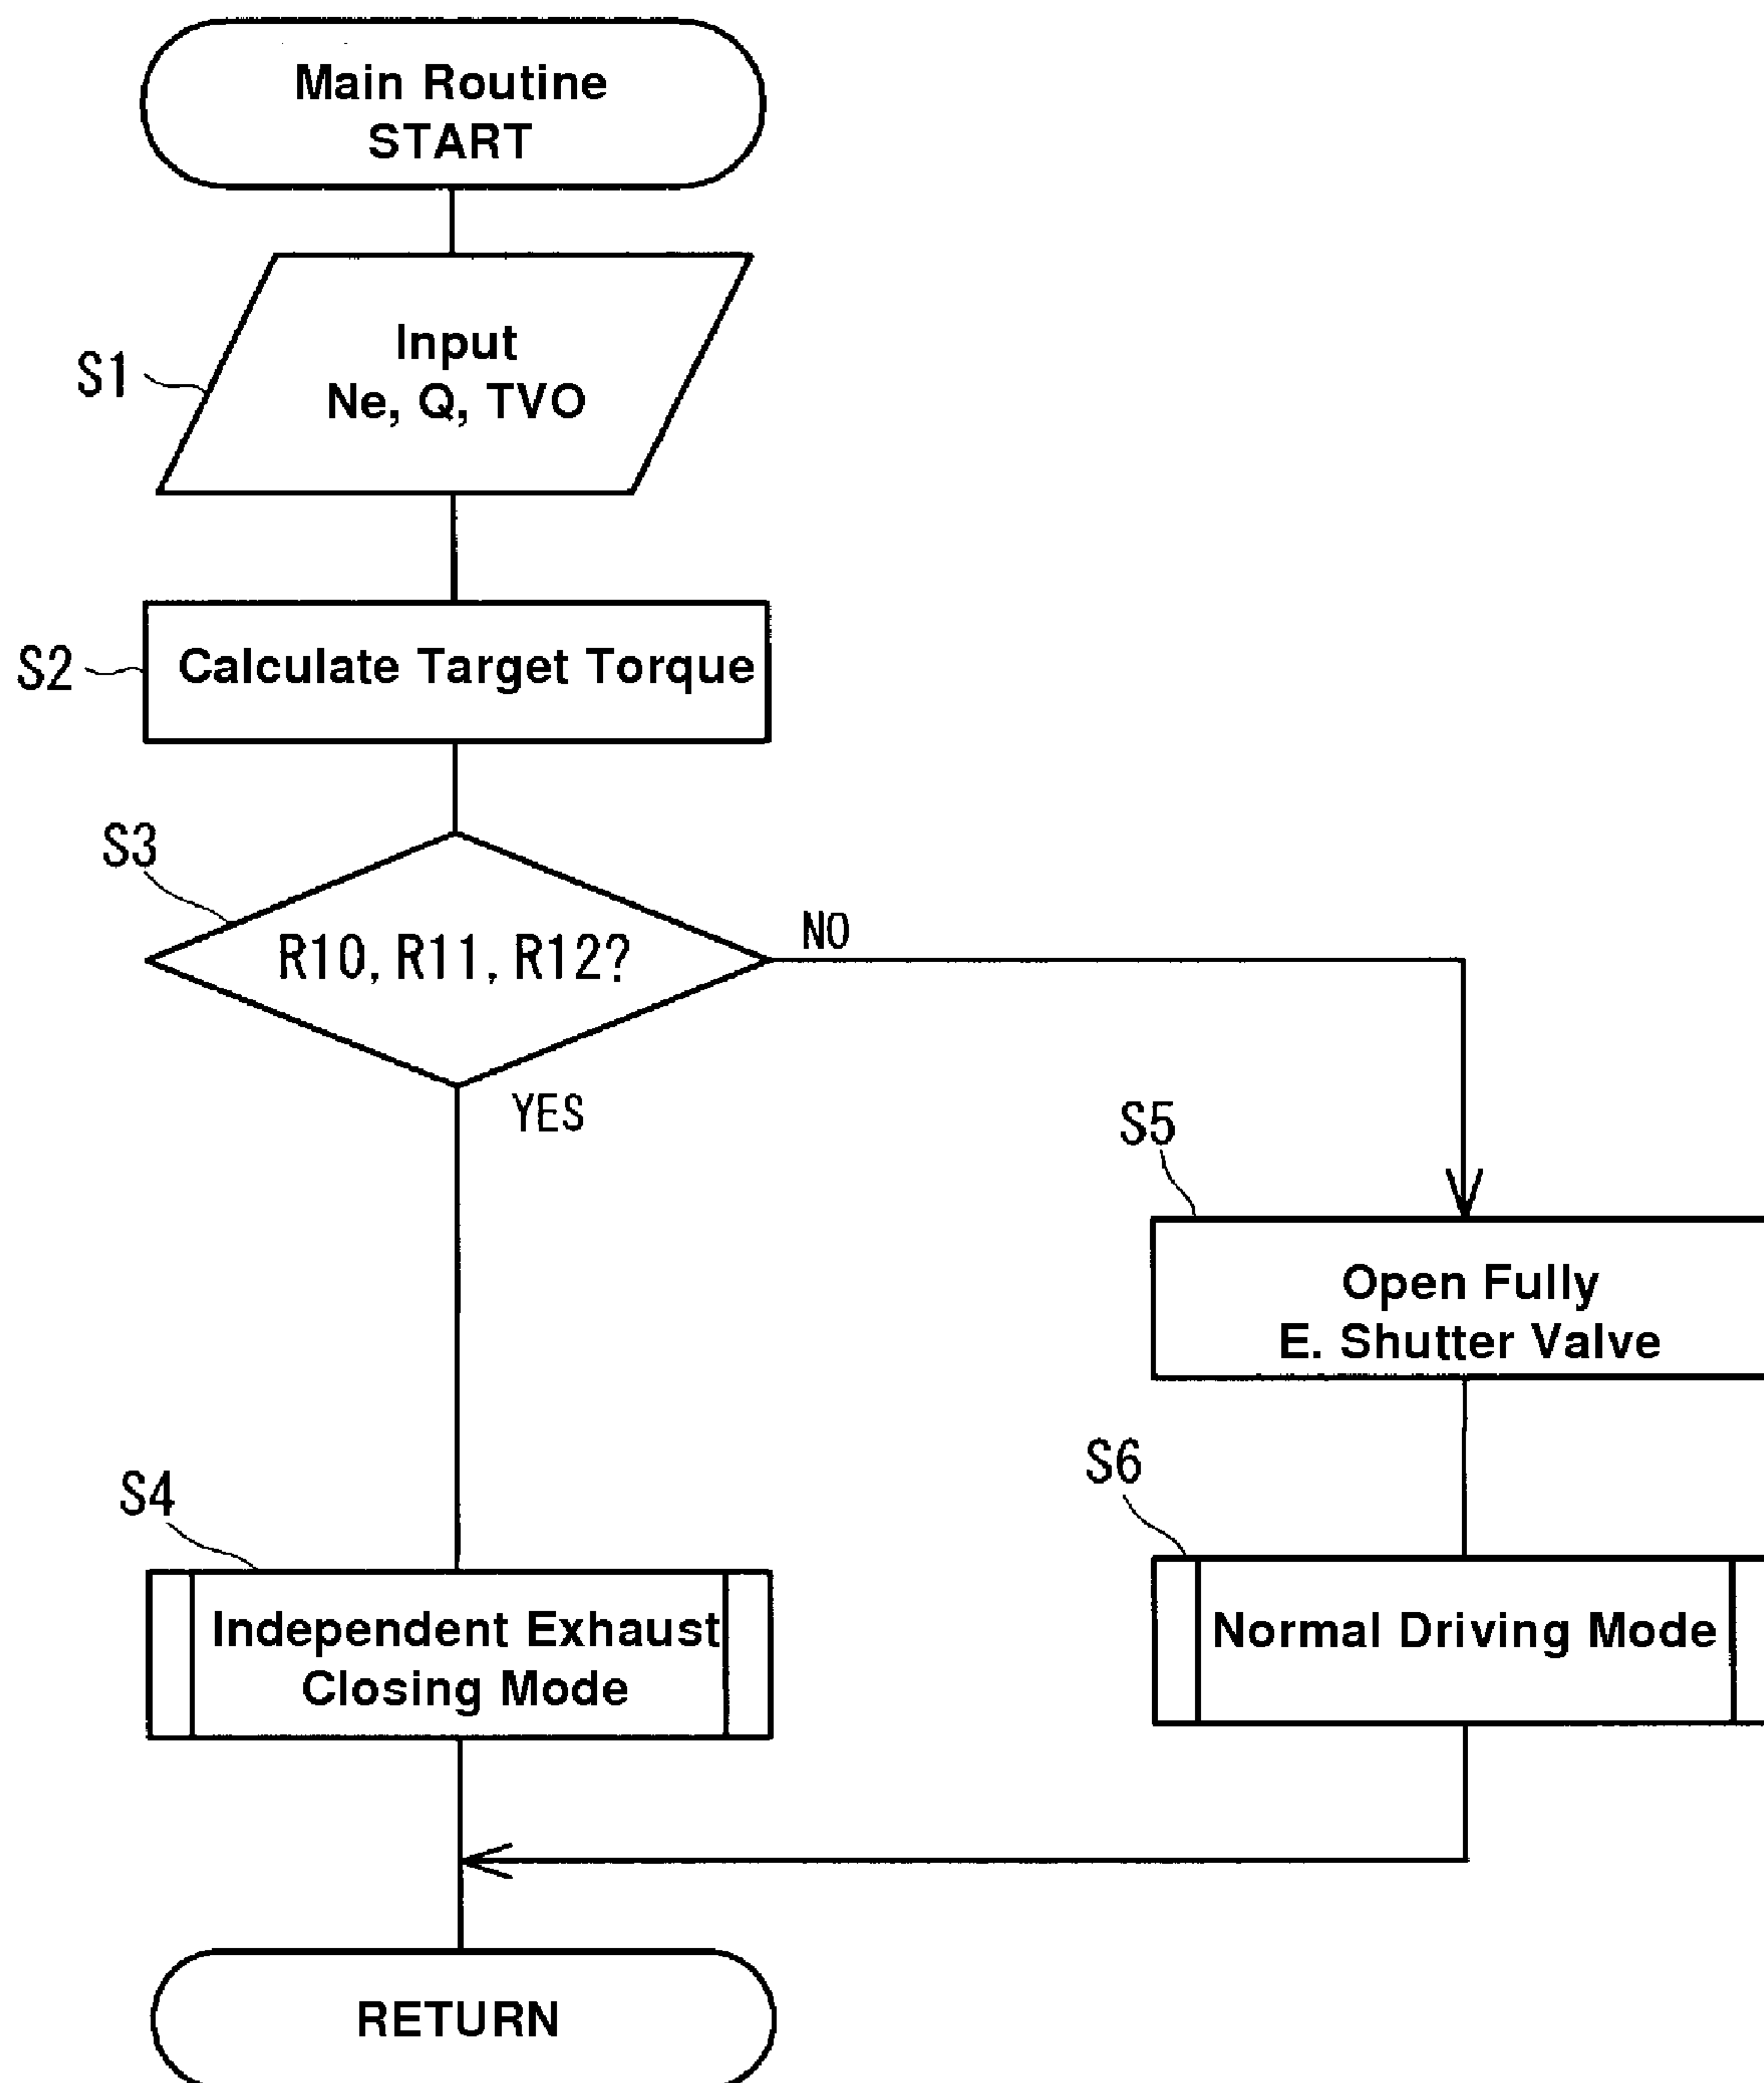 Main Routine
START
S1
Input
Ne, Q, TVO
S2
Calculate Target Torque
S3
R10, R11, R12?
NO
YES
S5
Open Fully
E. Shutter Valve
S6
Normal Driving Mode
S4
Independent Exhaust
Closing Mode
RETURN